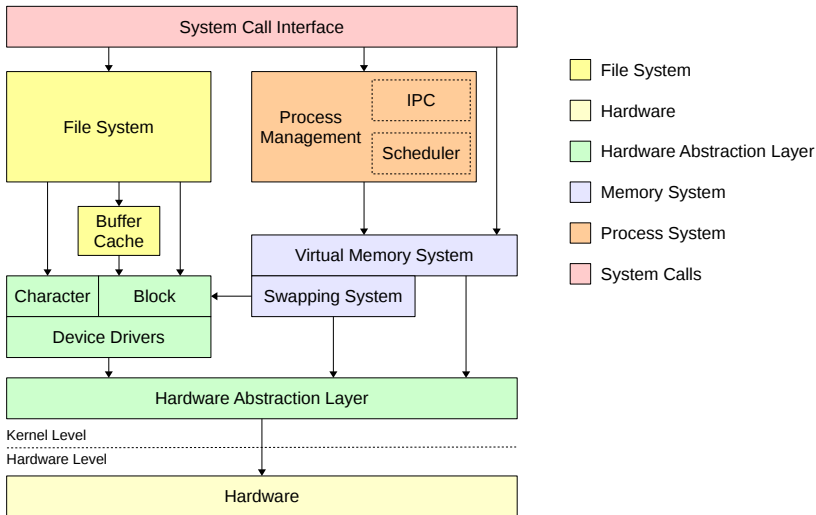 System Call Interface
File System
Process
Management
IPC
Scheduler
Buffer
Cache
Virtual Memory System
Character
Block
Swapping System
Device Drivers
Hardware Abstraction Layer
Kernel Level
Hardware Level
Hardware
File System
Hardware
Hardware Abstraction Layer
Memory System
Process System
System Calls